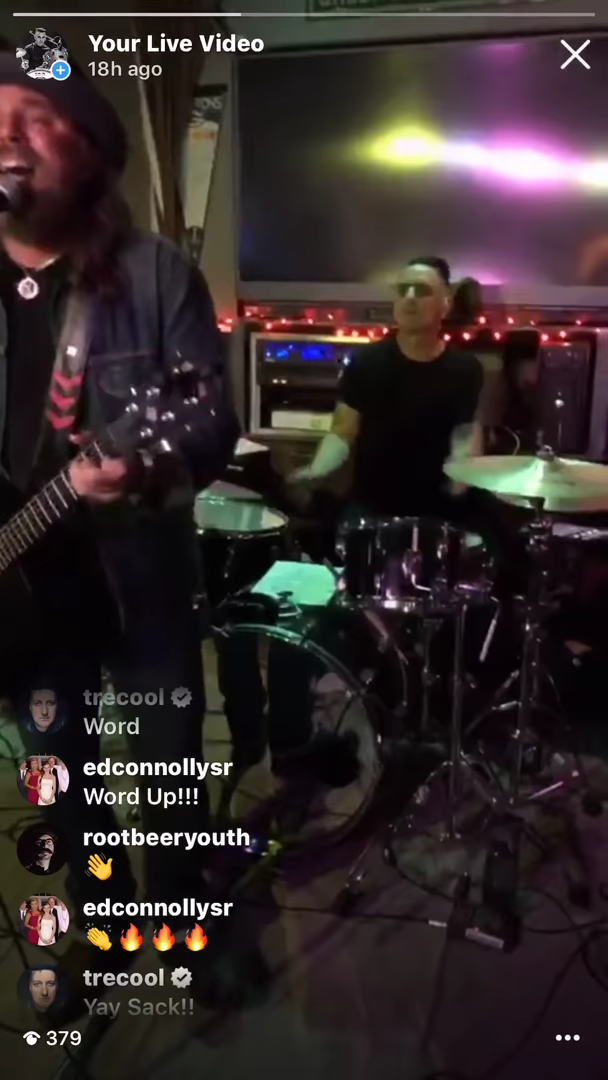 Your Live Video
18h ago
trecool
Word
edconnollysr
Word Up!!!
rootbeeryouth
👋
edconnollysr
👏🔥🔥🔥
trecool
Yay Sack!!
379